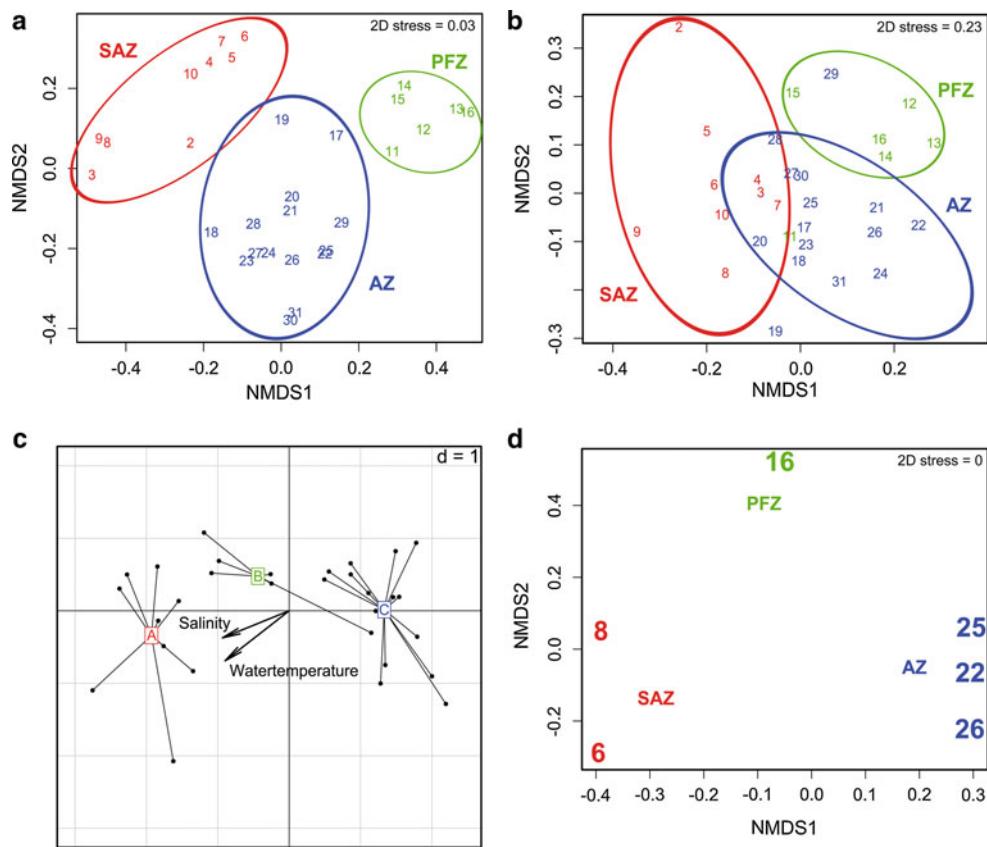 a
2D stress = 0.03
SAZ
PFZ
AZ
7 6
4 5
10
9 8
2
3
14
15
13 16
12
11
19
17
20
21
28
29
18
27 24
25
22
23
26
31
30
0.2
0.0
-0.2
-0.4
NMDS2
-0.4 -0.2 0.0 0.2 0.4
NMDS1
b
2D stress = 0.23
SAZ
PFZ
AZ
2
29
15
12
5
28
16
13
14
27
30
6
4
3
25
21
10
7
22
17
26
9
11
20
23
18
8
24
31
19
0.3
0.2
0.1
0.0
-0.1
-0.2
-0.3
NMDS2
-0.4 -0.2 0.0 0.2
NMDS1
c
d = 1
A
B
C
Salinity
Watertemperature
d
2D stress = 0
16
PFZ
8
25
AZ
22
SAZ
26
6
0.4
0.2
0.0
-0.2
NMDS2
-0.4 -0.3 -0.2 -0.1 0.0 0.1 0.2 0.3
NMDS1